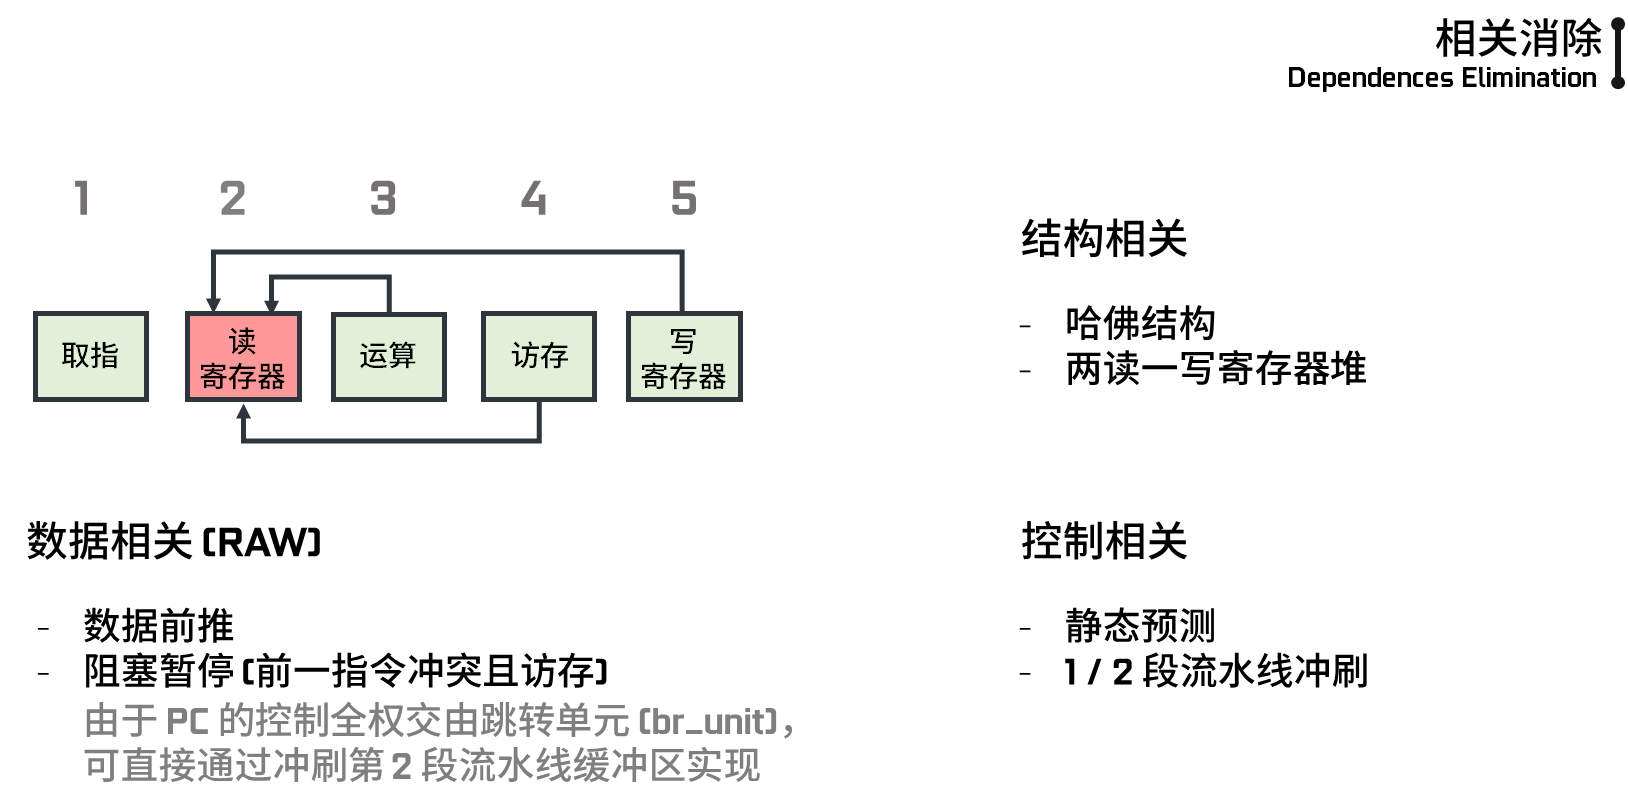 相关消除
Dependences Elimination
1 2 3 4 5
取指
读
寄存器
运算
访存
写
寄存器
结构相关
- 哈佛结构
- 两读一写寄存器堆
数据相关 (RAW)
- 数据前推
- 阻塞暂停 (前一指令冲突且访存)
由于 PC 的控制全权交由跳转单元 (br_unit),
可直接通过冲刷第 2 段流水线缓冲区实现
控制相关
- 静态预测
- 1 / 2 段流水线冲刷